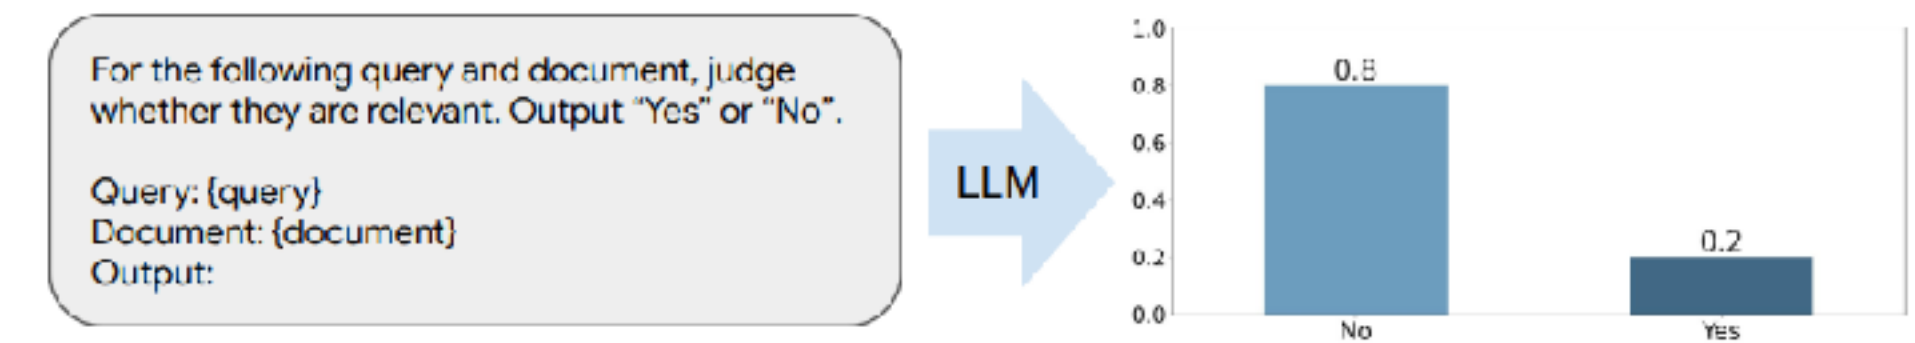 For the following query and document, judge
whether they are relevant. Output “Yes” or “No”.
Query: {query}
Document: {document}
Output:
LLM
1.0
0.8
0.6
0.4
0.2
0.0
0.8
0.2
No
Yes